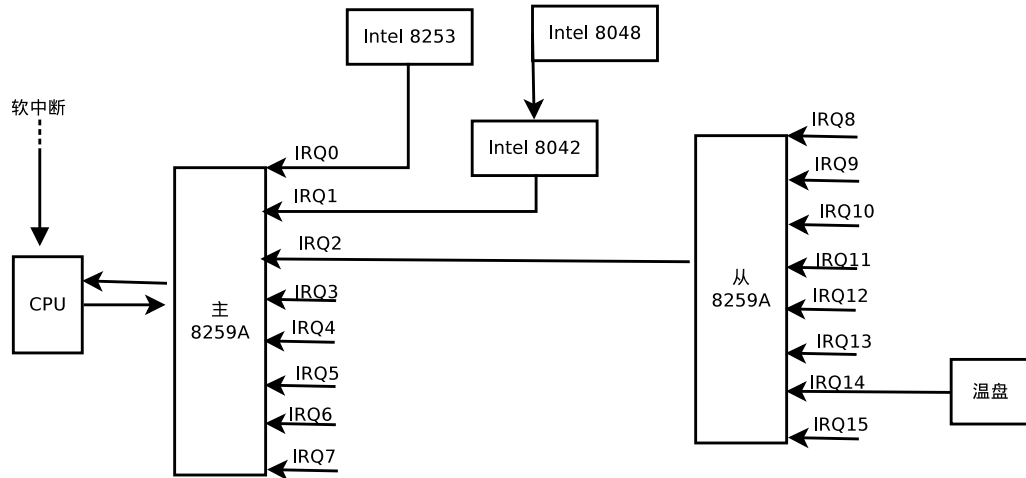 Intel 8253
Intel 8048
软中断
Intel 8042
IRQ0
IRQ1
IRQ2
IRQ3
IRQ4
IRQ5
IRQ6
IRQ7
CPU
主
8259A
IRQ8
IRQ9
IRQ10
IRQ11
IRQ12
IRQ13
IRQ14
IRQ15
从
8259A
温盘